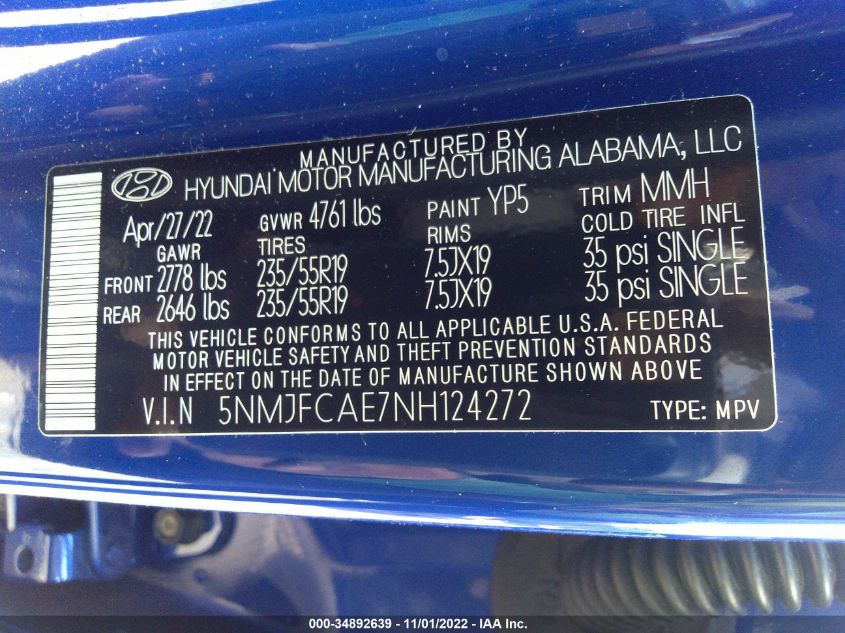 MANUFACTURED BY
HYUNDAI MOTOR MANUFACTURING ALABAMA, LLC
Apr/27/22 GVWR 4761 lbs PAINT YP5 TRIM MMH
GAWR TIRES RIMS COLD TIRE INFL
FRONT 2778 lbs 235/55R19 7.5JX19 35 psi SINGLE
REAR 2646 lbs 235/55R19 7.5JX19 35 psi SINGLE
THIS VEHICLE CONFORMS TO ALL APPLICABLE U.S.A. FEDERAL
MOTOR VEHICLE SAFETY AND THEFT PREVENTION STANDARDS
IN EFFECT ON THE DATE OF MANUFACTURE SHOWN ABOVE
V.I.N 5NMJFCAE7NH124272 TYPE: MPV
000-34892639 - 11/01/2022 - IAA Inc.